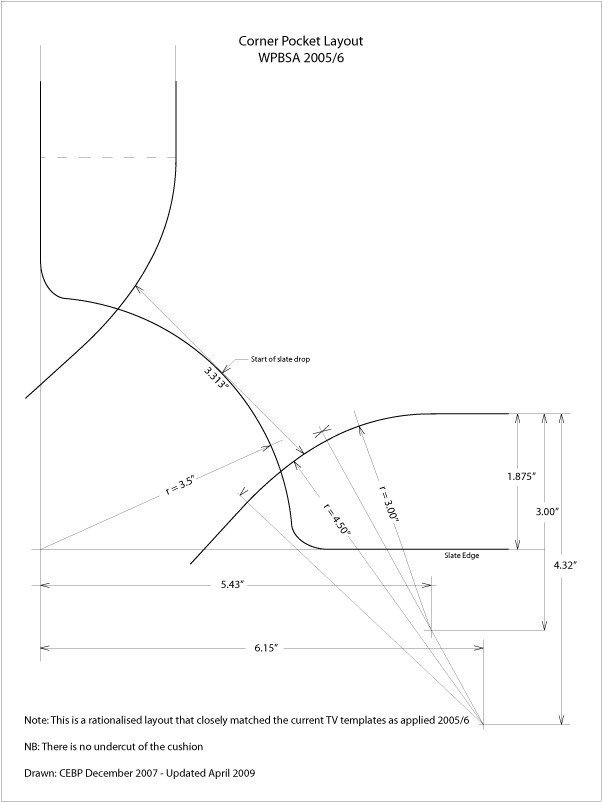 Corner Pocket Layout
WPBSA 2005/6
Start of slate drop
3.313"
r = 3.5"
r = 4.50"
r = 3.00"
1.875"
3.00"
4.32"
Slate Edge
5.43"
6.15"
Note: This is a rationalised layout that closely matched the current TV templates as applied 2005/6
NB: There is no undercut of the cushion
Drawn: CEBP December 2007 - Updated April 2009